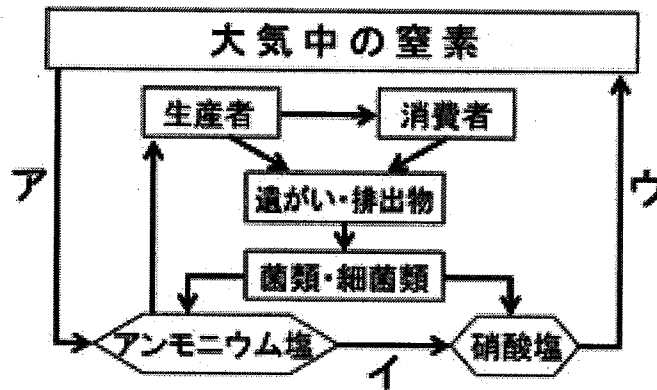 大気中の窒素
生産者
消費者
ア
ウ
遺がい・排出物
菌類・細菌類
アンモニウム塩
硝酸塩
イ